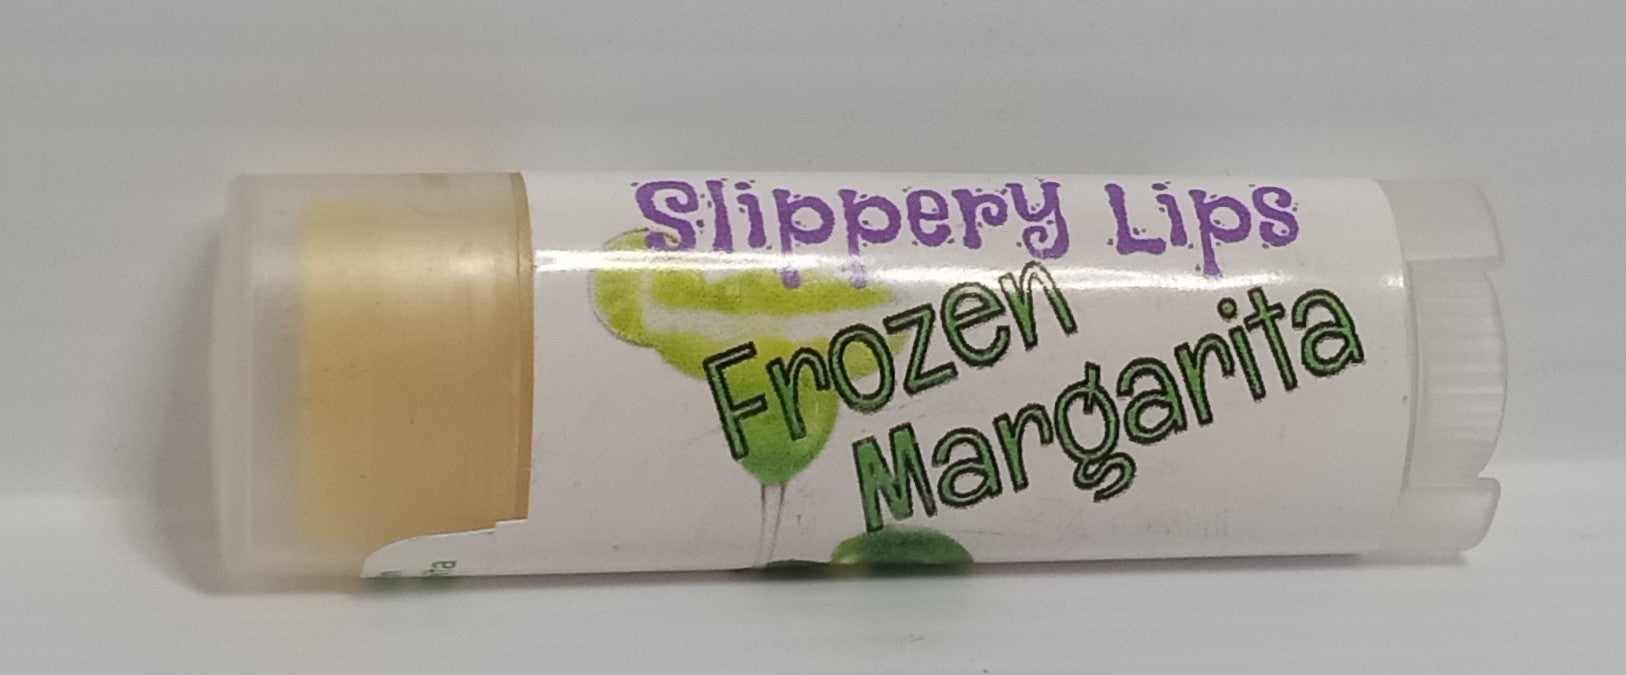 Slippery Lips
Frozen
Margarita